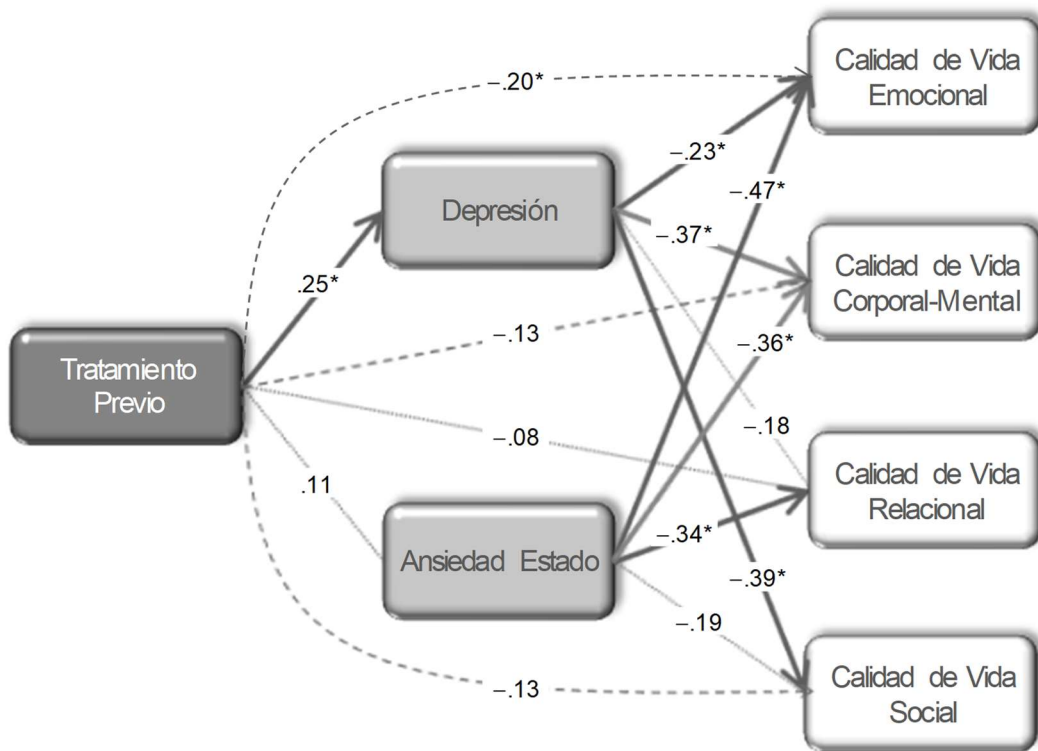 Calidad de Vida
Emocional
–.20*
–.23*
Depresión
–.47*
–.37*
Calidad de Vida
Corporal-Mental
.25*
–.13
–.36*
Tratamiento
Previo
–.08
–.18
Calidad de Vida
Relacional
.11
Ansiedad Estado
–.34*
–.39*
–.19
Calidad de Vida
Social
–.13